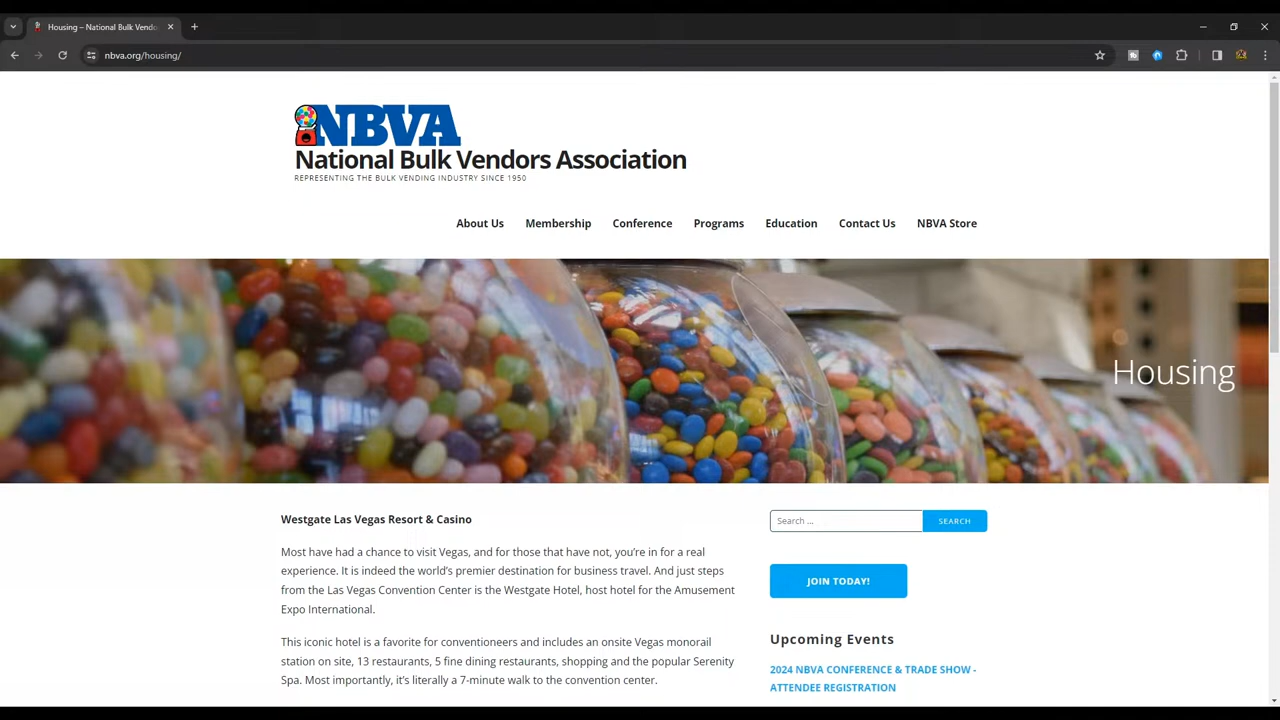 Housing – National Bulk Vendo
nbva.org/housing/
NBVA
National Bulk Vendors Association
REPRESENTING THE BULK VENDING INDUSTRY SINCE 1950
About Us Membership Conference Programs Education Contact Us NBVA Store
Housing
Westgate Las Vegas Resort & Casino
Most have had a chance to visit Vegas, and for those that have not, you’re in for a real
experience. It is indeed the world’s premier destination for business travel. And just steps
from the Las Vegas Convention Center is the Westgate Hotel, host hotel for the Amusement
Expo International.
This iconic hotel is a favorite for conventioneers and includes an onsite Vegas monorail
station on site, 13 restaurants, 5 fine dining restaurants, shopping and the popular Serenity
Spa. Most importantly, it’s literally a 7-minute walk to the convention center.
Search ...
SEARCH
JOIN TODAY!
Upcoming Events
2024 NBVA CONFERENCE & TRADE SHOW -
ATTENDEE REGISTRATION